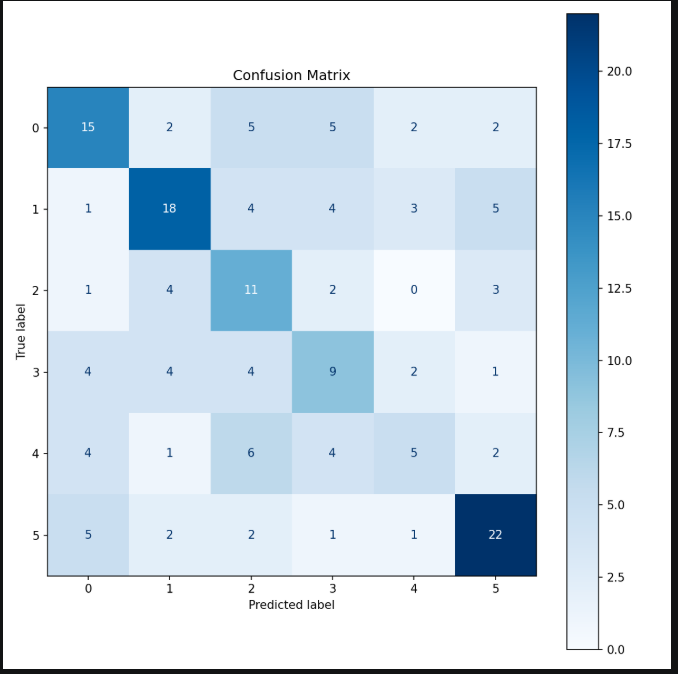 Confusion Matrix
True label
0 15 2 5 5 2 2
1 1 18 4 4 3 5
2 1 4 11 2 0 3
3 4 4 4 9 2 1
4 4 1 6 4 5 2
5 5 2 2 1 1 22
0 1 2 3 4 5
Predicted label
20.0
17.5
15.0
12.5
10.0
7.5
5.0
2.5
0.0